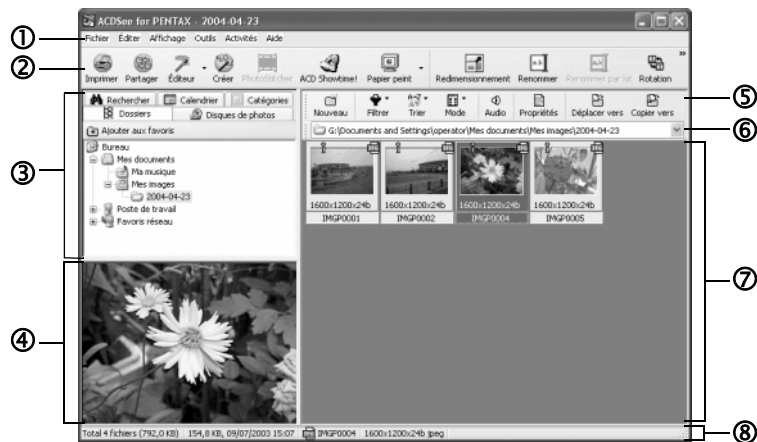 ACDSee for PENTAX - 2004-04-23
① Fichier Éditer Affichage Outils Activités Aide
② Imprimer Partager Éditeur Créer PhotoStitcher ACD Showtime! Papier peint Redimensionnement Renommer Renommer par lot Rotation »
③ Rechercher Calendrier Catégories
Dossiers Disques de photos
Ajouter aux favoris
Bureau
Mes documents
Ma musique
Mes images
2004-04-23
Poste de travail
Favoris réseau
④
Nouveau Filtrer Trier Mode Audio Propriétés Déplacer vers Copier vers ⑤
G:\Documents and Settings\operator\Mes documents\Mes images\2004-04-23 ⑥
1600x1200x24b 1600x1200x24b 1600x1200x24b 1600x1200x24b
IMGP0001 IMGP0002 IMGP0004 IMGP0005
⑦
Total 4 fichiers (792,0 KB) 154,8 KB, 09/07/2003 15:07 IMGP0004 1600x1200x24b jpeg ⑧